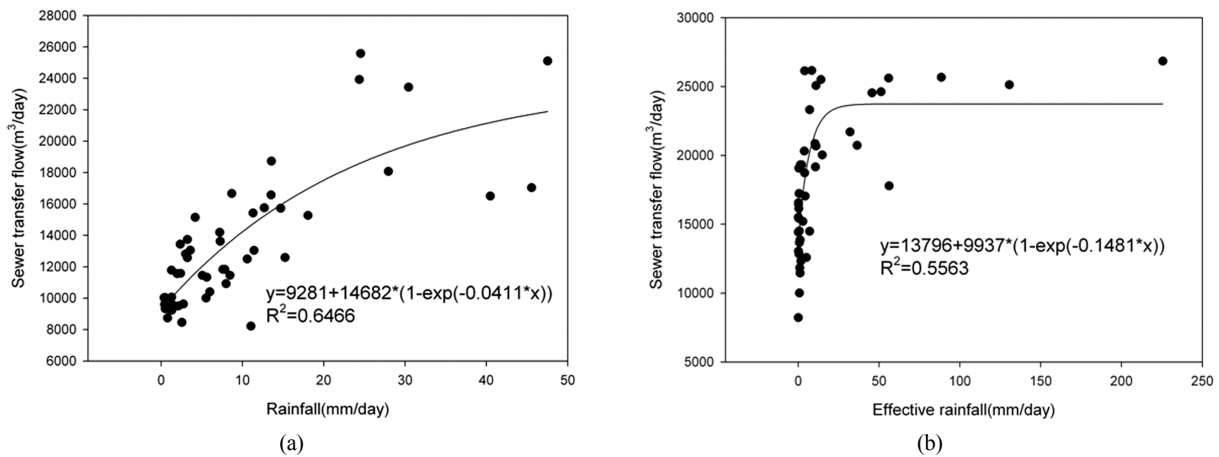 28000
26000
24000
22000
20000
18000
16000
14000
12000
10000
8000
6000
Sewer transfer flow(m³/day)
y=9281+14682*(1-exp(-0.0411*x))
R²=0.6466
0 10 20 30 40 50
Rainfall(mm/day)
(a)
30000
25000
20000
15000
10000
5000
Sewer transfer flow(m³/day)
y=13796+9937*(1-exp(-0.1481*x))
R²=0.5563
0 50 100 150 200 250
Effective rainfall(mm/day)
(b)